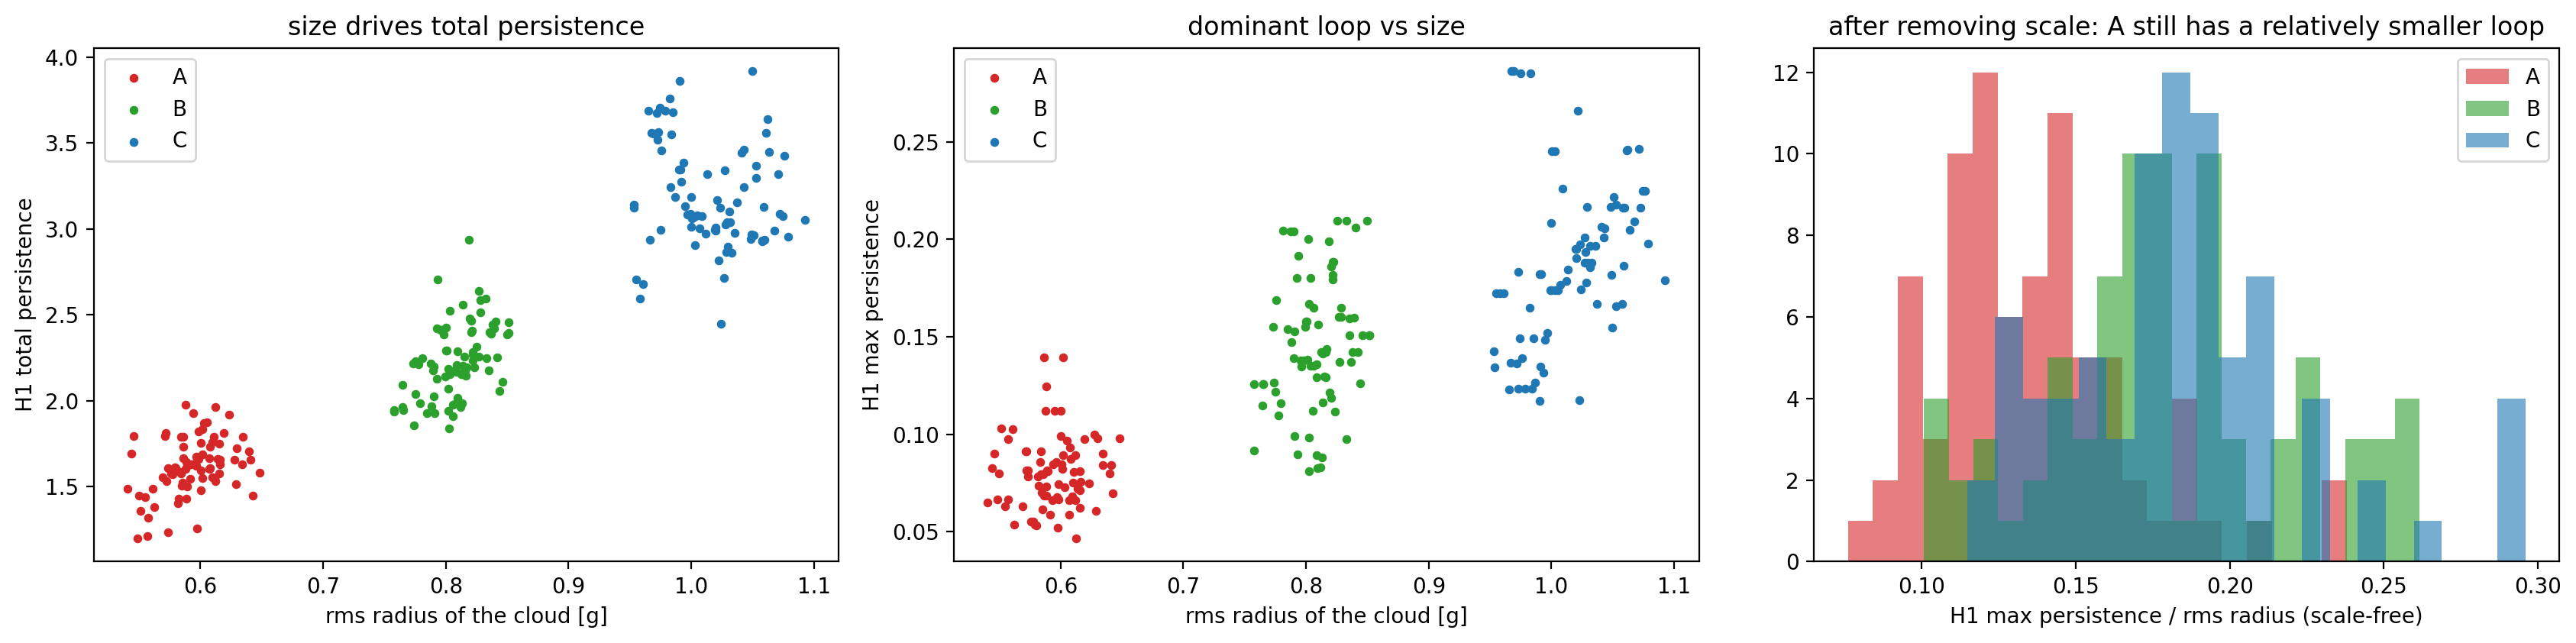 size drives total persistence
H1 total persistence
4.0
3.5
3.0
2.5
2.0
1.5
A
B
C
0.6 0.7 0.8 0.9 1.0 1.1
rms radius of the cloud [g]
dominant loop vs size
H1 max persistence
0.25
0.20
0.15
0.10
0.05
A
B
C
0.6 0.7 0.8 0.9 1.0 1.1
rms radius of the cloud [g]
after removing scale: A still has a relatively smaller loop
12
10
8
6
4
2
0
A
B
C
0.10 0.15 0.20 0.25 0.30
H1 max persistence / rms radius (scale-free)